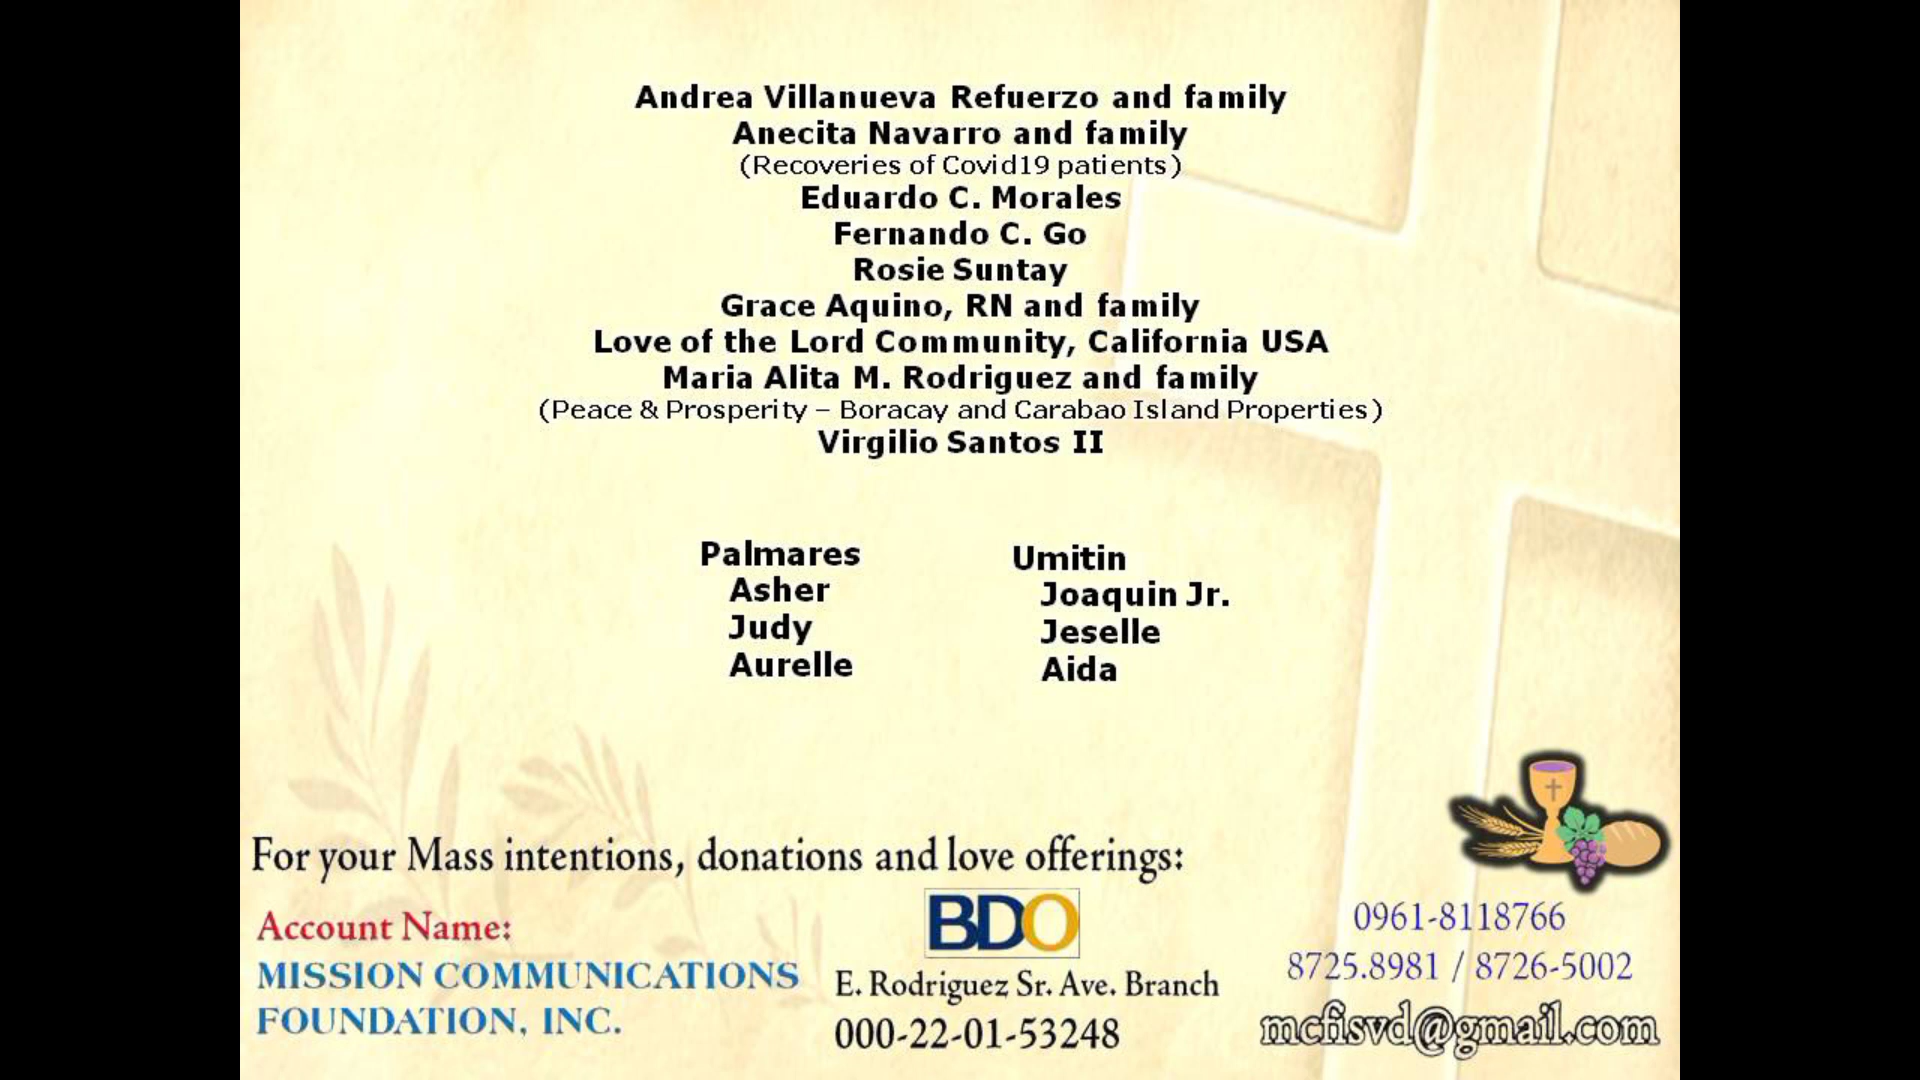 Andrea Villanueva Refuerzo and family
Anecita Navarro and family
(Recoveries of Covid19 patients)
Eduardo C. Morales
Fernando C. Go
Rosie Suntay
Grace Aquino, RN and family
Love of the Lord Community, California USA
Maria Alita M. Rodriguez and family
(Peace & Prosperity – Boracay and Carabao Island Properties)
Virgilio Santos II
Palmares
Asher
Judy
Aurelle
Umitin
Joaquin Jr.
Jeselle
Aida
For your Mass intentions, donations and love offerings:
Account Name:
MISSION COMMUNICATIONS
FOUNDATION, INC.
BDO
E. Rodriguez Sr. Ave. Branch
000-22-01-53248
0961-8118766
8725.8981 / 8726-5002
mcfisvd@gmail.com